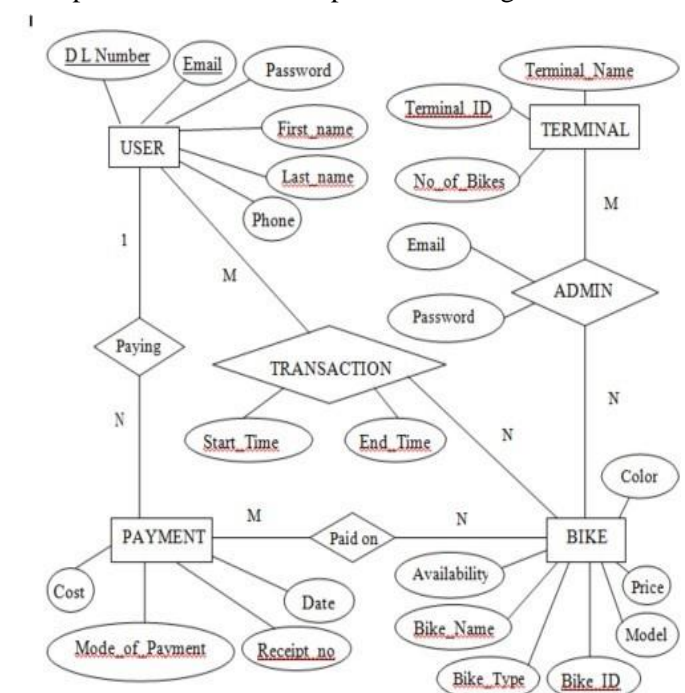 D L Number
Email
Password
Terminal_Name
Terminal_ID
USER
First_name
TERMINAL
Last_name
No_of_Bikes
Phone
1
M
M
Email
ADMIN
Password
Paying
TRANSACTION
N
N
Start_Time
End_Time
N
Color
PAYMENT
M
Paid on
N
BIKE
Availability
Price
Cost
Date
Bike_Name
Model
Mode_of_Payment
Receipt_no
Bike_Type
Bike_ID